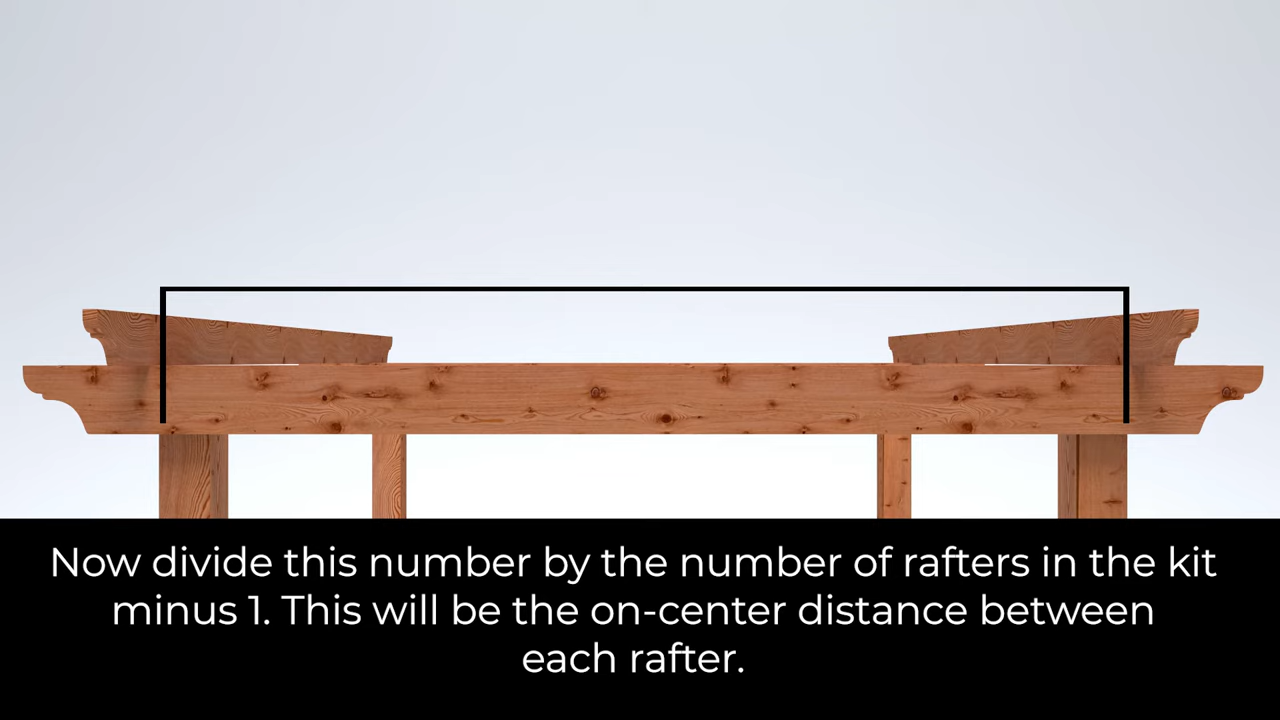 Now divide this number by the number of rafters in the kit
minus 1. This will be the on-center distance between
each rafter.